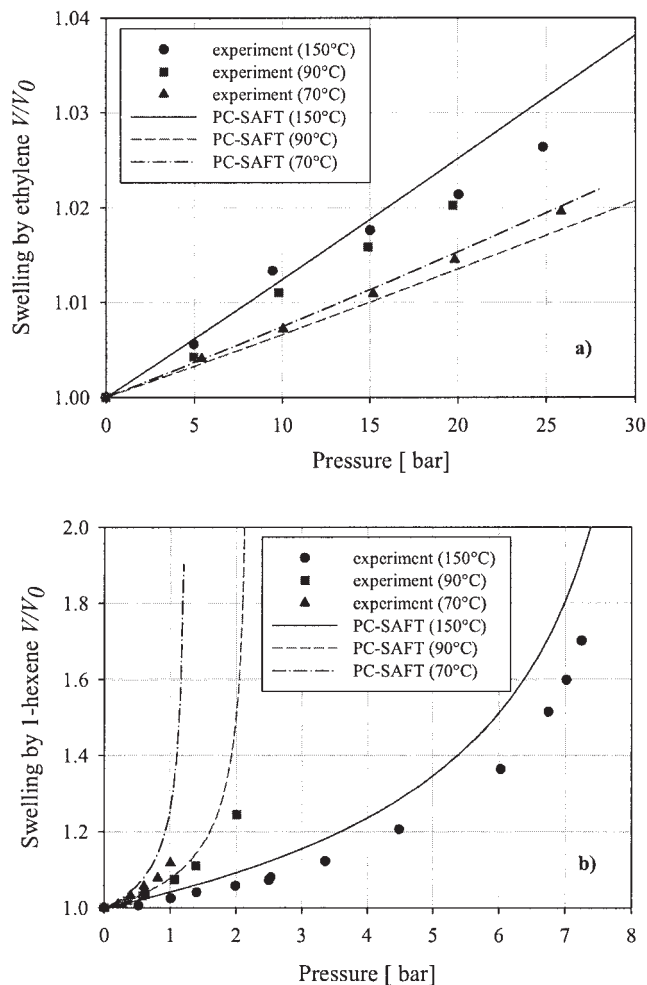 1.04
1.03
1.02
1.01
1.00
Swelling by ethylene V/V0
experiment (150°C)
experiment (90°C)
experiment (70°C)
PC-SAFT (150°C)
PC-SAFT (90°C)
PC-SAFT (70°C)
a)
0 5 10 15 20 25 30
Pressure [ bar]
2.0
1.8
1.6
1.4
1.2
1.0
Swelling by 1-hexene V/V0
experiment (150°C)
experiment (90°C)
experiment (70°C)
PC-SAFT (150°C)
PC-SAFT (90°C)
PC-SAFT (70°C)
b)
0 1 2 3 4 5 6 7 8
Pressure [ bar]